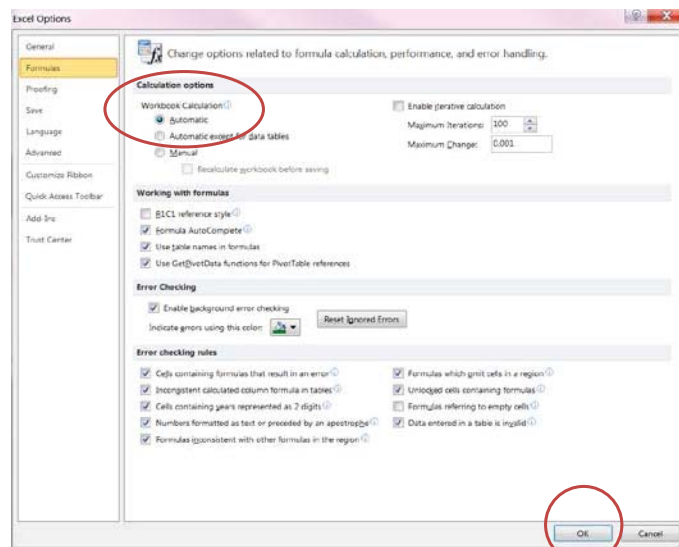 Excel Options
General
Formulas
Proofing
Save
Language
Advanced
Customize Ribbon
Quick Access Toolbar
Add-Ins
Trust Center
Change options related to formula calculation, performance, and error handling.
Calculation options
Workbook Calculation
Automatic
Automatic except for data tables
Manual
Recalculate workbook before saving
Enable iterative calculation
Maximum Iterations: 100
Maximum Change: 0.001
Working with formulas
R1C1 reference style
Formula AutoComplete
Use table names in formulas
Use GetPivotData functions for PivotTable references
Error Checking
Enable background error checking
Indicate errors using this color:
Reset Ignored Errors
Error checking rules
Cells containing formulas that result in an error
Inconsistent calculated column formula in tables
Cells containing years represented as 2 digits
Numbers formatted as text or preceded by an apostrophe
Formulas inconsistent with other formulas in the region
Formulas which omit cells in a region
Unlocked cells containing formulas
Formulas referring to empty cells
Data entered in a table is invalid
OK
Cancel